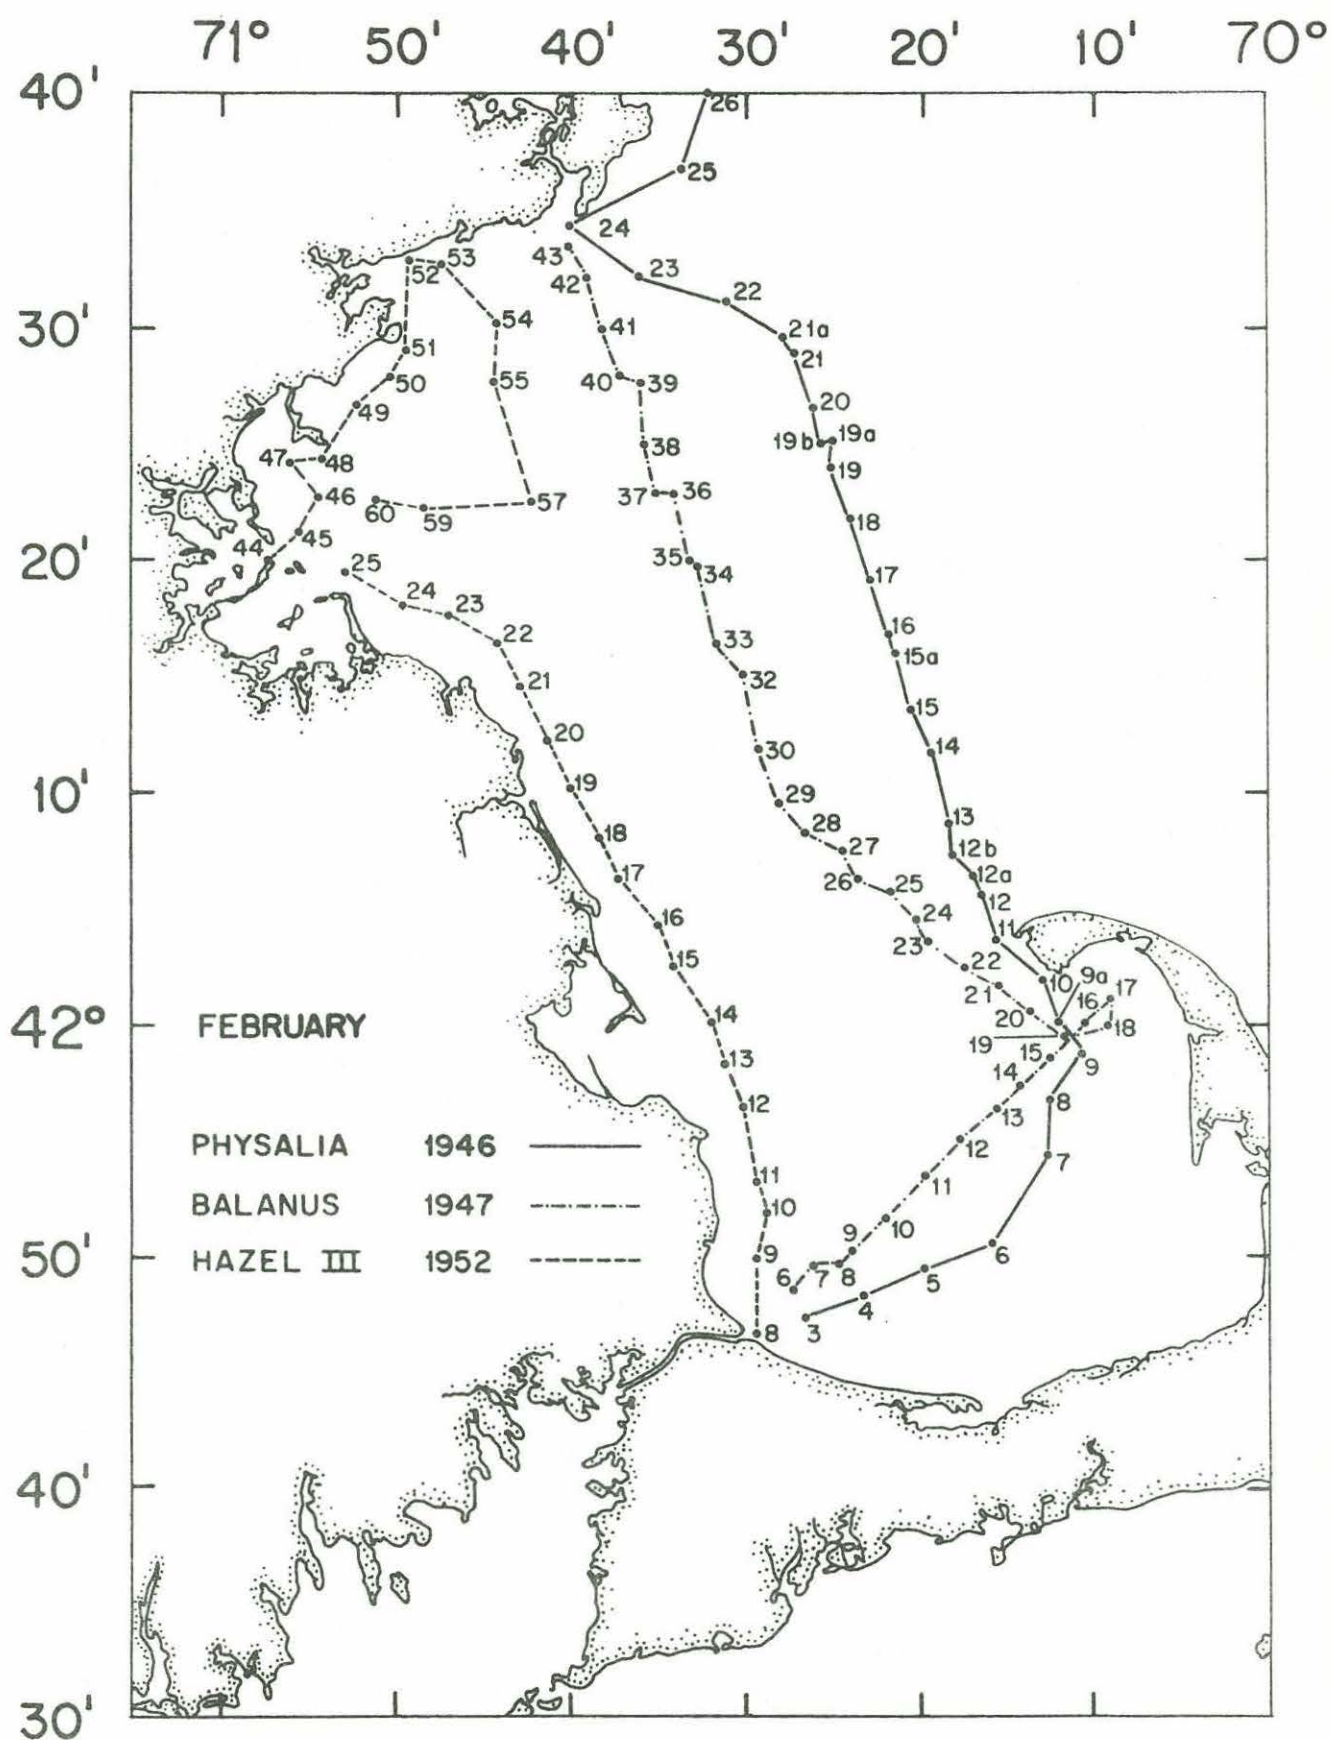 71° 50' 40' 30' 20' 10' 70°
40'
26
25
24
43 23
42 22
53
52
54
30' 41 21a
51 21
50 55 40 39
49 20
38 19b 19a
47 48 19
46 37 36
60 59 57 18
45
44
20' 25 35 34 17
24 23
22 33 16
15a
21 32
15
20 30 14
10' 19 29
18 28 13
27 12b
17 26 25 12a
12
16 24 11
23
15 22 9a
21 10 16 17
42° FEBRUARY 14 20 18
19
13 15 9
14
12 13 8
PHYSALIA 1946
12 7
11 11
BALANUS 1947 10 10
9
50' 9 6
HAZEL III 1952 6 7 8 5
4
8 3
40'
30'